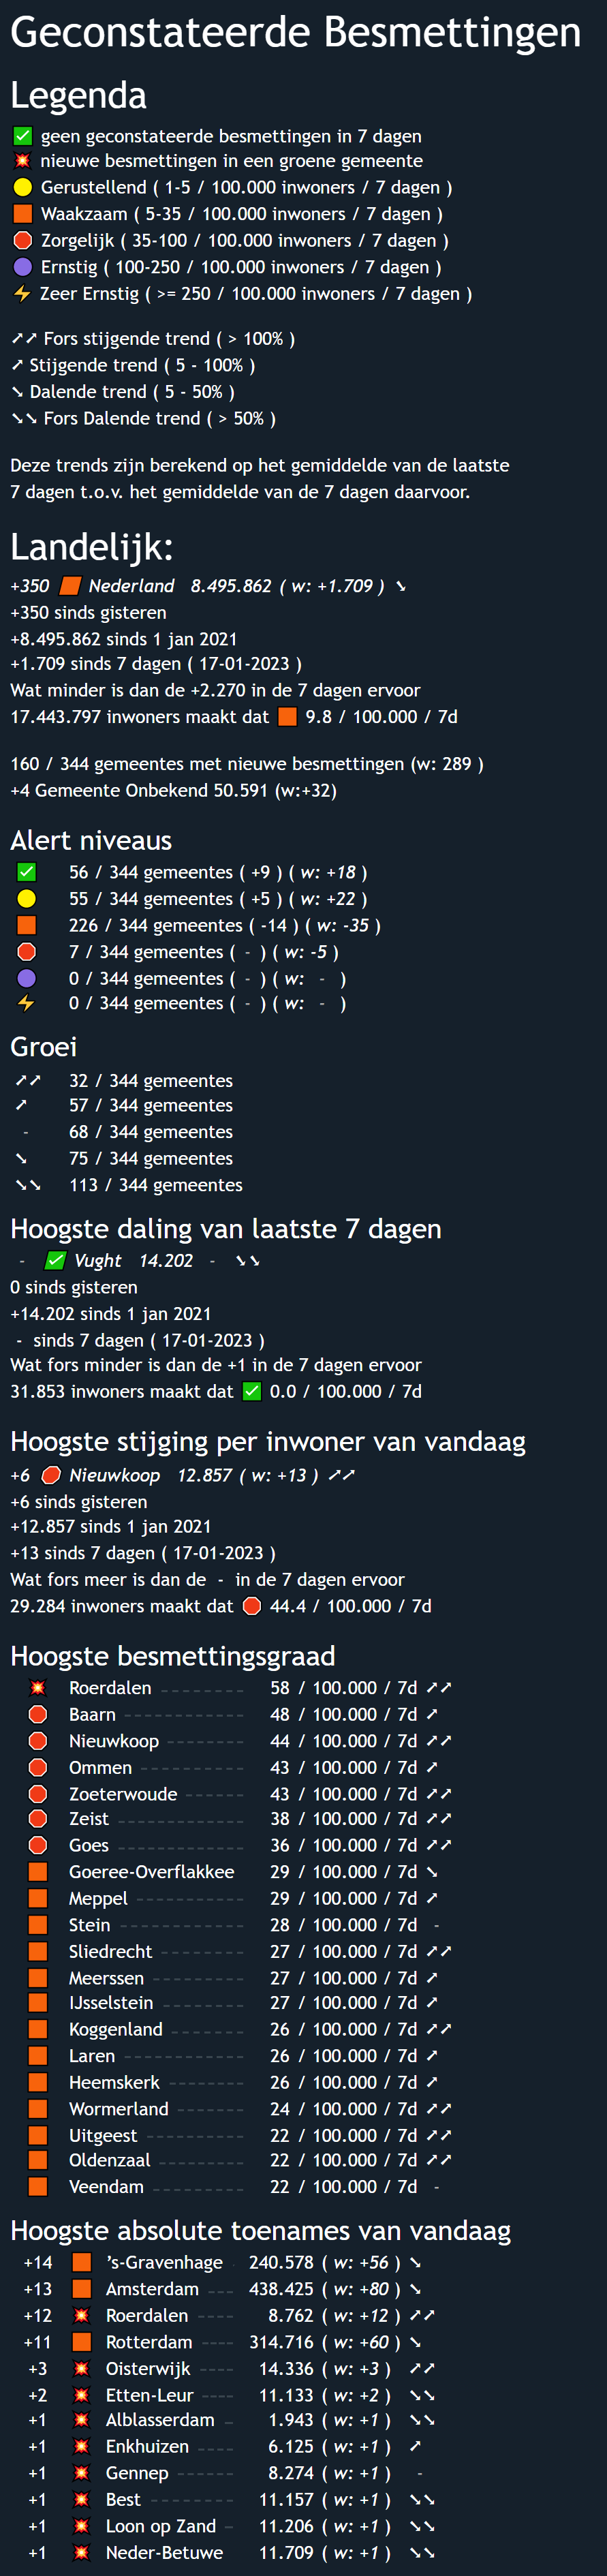 Geconstateerde Besmettingen
Legenda
✅ geen geconstateerde besmettingen in 7 dagen
💥 nieuwe besmettingen in een groene gemeente
🟡 Gerustellend ( 1-5 / 100.000 inwoners / 7 dagen )
🟧 Waakzaam ( 5-35 / 100.000 inwoners / 7 dagen )
🛑 Zorgelijk ( 35-100 / 100.000 inwoners / 7 dagen )
🟣 Ernstig ( 100-250 / 100.000 inwoners / 7 dagen )
⚡ Zeer Ernstig ( >= 250 / 100.000 inwoners / 7 dagen )
➚➚ Fors stijgende trend ( > 100% )
➚ Stijgende trend ( 5 - 100% )
➘ Dalende trend ( 5 - 50% )
➘➘ Fors Dalende trend ( > 50% )
Deze trends zijn berekend op het gemiddelde van de laatste
7 dagen t.o.v. het gemiddelde van de 7 dagen daarvoor.
Landelijk:
+350 🟧 Nederland 8.495.862 ( w: +1.709 ) ➘
+350 sinds gisteren
+8.495.862 sinds 1 jan 2021
+1.709 sinds 7 dagen ( 17-01-2023 )
Wat minder is dan de +2.270 in de 7 dagen ervoor
17.443.797 inwoners maakt dat 🟧 9.8 / 100.000 / 7d
160 / 344 gemeentes met nieuwe besmettingen (w: 289 )
+4 Gemeente Onbekend 50.591 (w:+32)
Alert niveaus
✅ 56 / 344 gemeentes ( +9 ) ( w: +18 )
🟡 55 / 344 gemeentes ( +5 ) ( w: +22 )
🟧 226 / 344 gemeentes ( -14 ) ( w: -35 )
🛑 7 / 344 gemeentes ( - ) ( w: -5 )
🟣 0 / 344 gemeentes ( - ) ( w: - )
⚡ 0 / 344 gemeentes ( - ) ( w: - )
Groei
➚➚ 32 / 344 gemeentes
➚ 57 / 344 gemeentes
- 68 / 344 gemeentes
➘ 75 / 344 gemeentes
➘➘ 113 / 344 gemeentes
Hoogste daling van laatste 7 dagen
- ✅ Vught 14.202 - ➘➘
0 sinds gisteren
+14.202 sinds 1 jan 2021
- sinds 7 dagen ( 17-01-2023 )
Wat fors minder is dan de +1 in de 7 dagen ervoor
31.853 inwoners maakt dat ✅ 0.0 / 100.000 / 7d
Hoogste stijging per inwoner van vandaag
+6 🛑 Nieuwkoop 12.857 ( w: +13 ) ➚➚
+6 sinds gisteren
+12.857 sinds 1 jan 2021
+13 sinds 7 dagen ( 17-01-2023 )
Wat fors meer is dan de - in de 7 dagen ervoor
29.284 inwoners maakt dat 🛑 44.4 / 100.000 / 7d
Hoogste besmettingsgraad
💥 Roerdalen -------- 58 / 100.000 / 7d ➚➚
🛑 Baarn ----------- 48 / 100.000 / 7d ➚
🛑 Nieuwkoop ------- 44 / 100.000 / 7d ➚➚
🛑 Ommen ---------- 43 / 100.000 / 7d ➚
🛑 Zoeterwoude ----- 43 / 100.000 / 7d ➚➚
🛑 Zeist ----------- 38 / 100.000 / 7d ➚➚
🛑 Goes ----------- 36 / 100.000 / 7d ➚➚
🟧 Goeree-Overflakkee 29 / 100.000 / 7d ➘
🟧 Meppel ---------- 29 / 100.000 / 7d ➚
🟧 Stein ----------- 28 / 100.000 / 7d -
🟧 Sliedrecht ------- 27 / 100.000 / 7d ➚➚
🟧 Meerssen -------- 27 / 100.000 / 7d ➚
🟧 IJsselstein ------- 27 / 100.000 / 7d ➚
🟧 Koggenland ------ 26 / 100.000 / 7d ➚➚
🟧 Laren ----------- 26 / 100.000 / 7d ➚
🟧 Heemskerk ------- 26 / 100.000 / 7d ➚
🟧 Wormerland ------ 24 / 100.000 / 7d ➚➚
🟧 Uitgeest --------- 22 / 100.000 / 7d ➚➚
🟧 Oldenzaal -------- 22 / 100.000 / 7d ➚➚
🟧 Veendam -------- 22 / 100.000 / 7d -
Hoogste absolute toenames van vandaag
+14 🟧 ’s-Gravenhage 240.578 ( w: +56 ) ➘
+13 🟧 Amsterdam ---- 438.425 ( w: +80 ) ➘
+12 💥 Roerdalen ---- 8.762 ( w: +12 ) ➚➚
+11 🟧 Rotterdam ---- 314.716 ( w: +60 ) ➘
+3 💥 Oisterwijk ---- 14.336 ( w: +3 ) ➚➚
+2 💥 Etten-Leur ---- 11.133 ( w: +2 ) ➘➘
+1 💥 Alblasserdam - 1.943 ( w: +1 ) ➘➘
+1 💥 Enkhuizen ---- 6.125 ( w: +1 ) ➚
+1 💥 Gennep ------ 8.274 ( w: +1 ) -
+1 💥 Best -------- 11.157 ( w: +1 ) ➘➘
+1 💥 Loon op Zand - 11.206 ( w: +1 ) ➘➘
+1 💥 Neder-Betuwe 11.709 ( w: +1 ) ➘➘